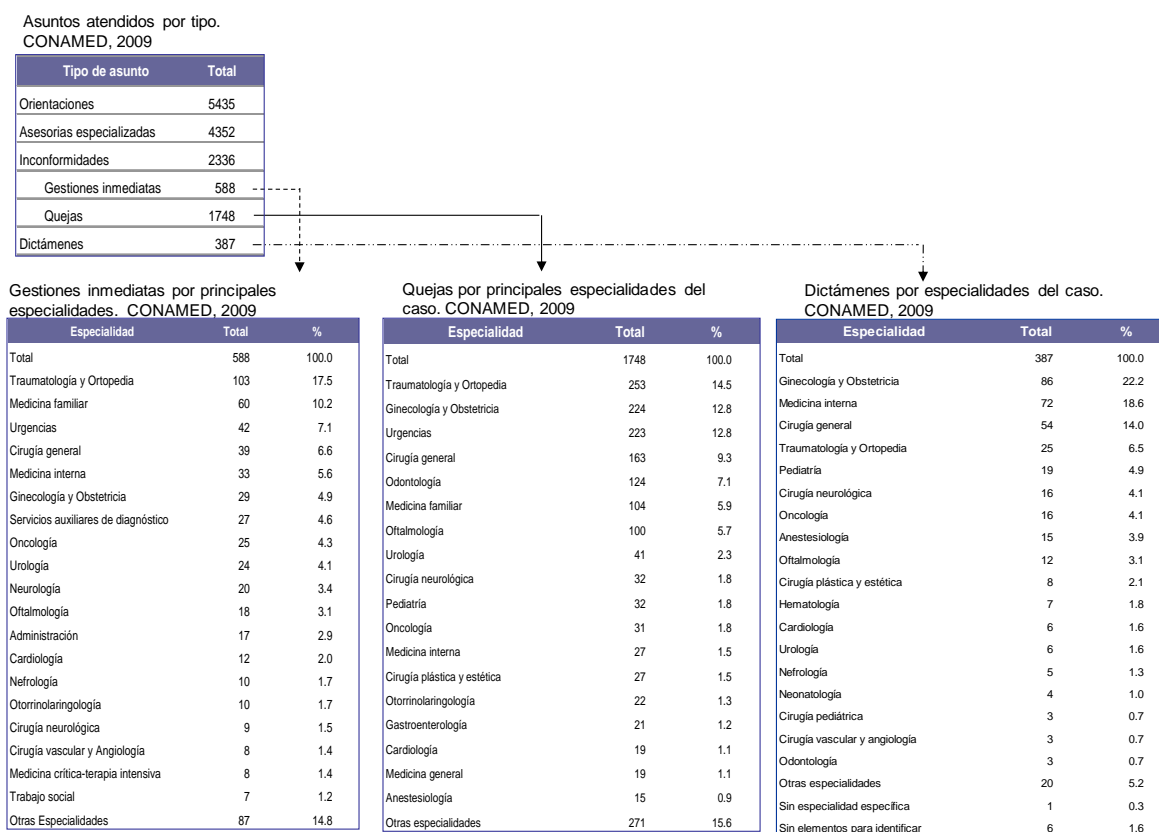 Asuntos atendidos por tipo.
CONAMED, 2009
Tipo de asunto Total
Orientaciones 5435
Asesorias especializadas 4352
Inconformidades 2336
Gestiones inmediatas 588
Quejas 1748
Dictámenes 387
Gestiones inmediatas por principales
especialidades. CONAMED, 2009
Especialidad Total %
Total 588 100.0
Traumatología y Ortopedia 103 17.5
Medicina familiar 60 10.2
Urgencias 42 7.1
Cirugía general 39 6.6
Medicina interna 33 5.6
Ginecología y Obstetricia 29 4.9
Servicios auxiliares de diagnóstico 27 4.6
Oncología 25 4.3
Urología 24 4.1
Neurología 20 3.4
Oftalmología 18 3.1
Administración 17 2.9
Cardiología 12 2.0
Nefrología 10 1.7
Otorrinolaringología 10 1.7
Cirugía neurológica 9 1.5
Cirugía vascular y Angiología 8 1.4
Medicina crítica-terapia intensiva 8 1.4
Trabajo social 7 1.2
Otras Especialidades 87 14.8
Quejas por principales especialidades del
caso. CONAMED, 2009
Especialidad Total %
Total 1748 100.0
Traumatología y Ortopedia 253 14.5
Ginecología y Obstetricia 224 12.8
Urgencias 223 12.8
Cirugía general 163 9.3
Odontología 124 7.1
Medicina familiar 104 5.9
Oftalmología 100 5.7
Urología 41 2.3
Cirugía neurológica 32 1.8
Pediatría 32 1.8
Oncología 31 1.8
Medicina interna 27 1.5
Cirugía plástica y estética 27 1.5
Otorrinolaringología 22 1.3
Gastroenterología 21 1.2
Cardiología 19 1.1
Medicina general 19 1.1
Anestesiología 15 0.9
Otras especialidades 271 15.6
Dictámenes por especialidades del caso.
CONAMED, 2009
Especialidad Total %
Total 387 100.0
Ginecología y Obstetricia 86 22.2
Medicina interna 72 18.6
Cirugía general 54 14.0
Traumatología y Ortopedia 25 6.5
Pediatría 19 4.9
Cirugía neurológica 16 4.1
Oncología 16 4.1
Anestesiología 15 3.9
Oftalmología 12 3.1
Cirugía plástica y estética 8 2.1
Hematología 7 1.8
Cardiología 6 1.6
Urología 6 1.6
Nefrología 5 1.3
Neonatología 4 1.0
Cirugía pediátrica 3 0.7
Cirugía vascular y angiología 3 0.7
Odontología 3 0.7
Otras especialidades 20 5.2
Sin especialidad específica 1 0.3
Sin elementos para identificar 6 1.6